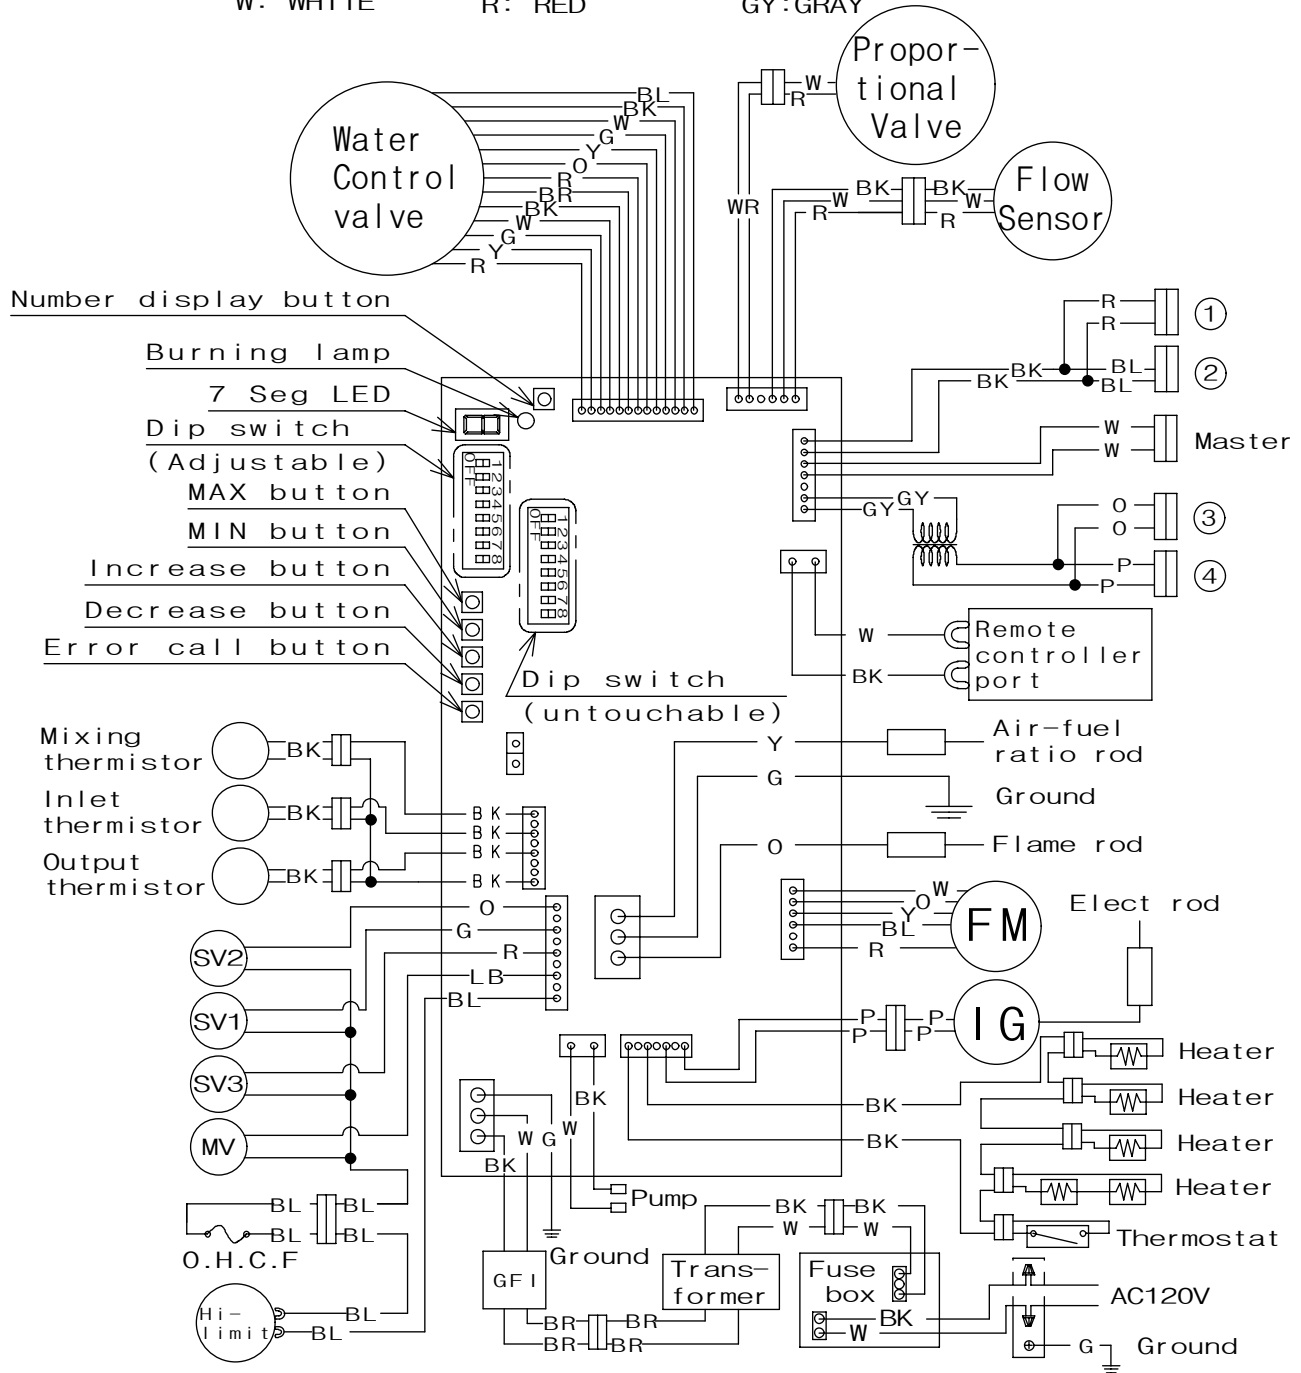 W: WHITE R: RED GY:GRAY
Propor-
tional
Valve
W
R
Water
Control
valve
BL
BK
W
G
Y
O
R
BR
BK
W
G
Y
R
WR
BK
W
R
BK
W
R
Flow
Sensor
Number display button
Burning lamp
7 Seg LED
Dip switch
(Adjustable)
MAX button
MIN button
Increase button
Decrease button
Error call button
OFF
12345678
OFF
12345678
Dip switch
(untouchable)
R
R
①
BK
BK
BL
BL
②
W
W
Master
GY
GY
O
O
③
P
P
④
W
BK
Remote
controller
port
Mixing
thermistor
BK
Inlet
thermistor
BK
Output
thermistor
BK
BK
BK
BK
BK
Y
Air-fuel
ratio rod
G
Ground
O
Flame rod
W
O
Y
BL
R
FM
Elect rod
O
G
R
LB
BL
SV2
SV1
SV3
MV
P
P
P
P
IG
Heater
Heater
Heater
Heater
Thermostat
BK
BK
BK
W
G
W
BK
Pump
Ground
BL
BL
BL
BL
O.H.C.F
Hi-
limit
BL
BL
GFI
BR
BR
BR
BR
Trans-
former
BK
W
BK
W
Fuse
box
BK
W
AC120V
G
Ground